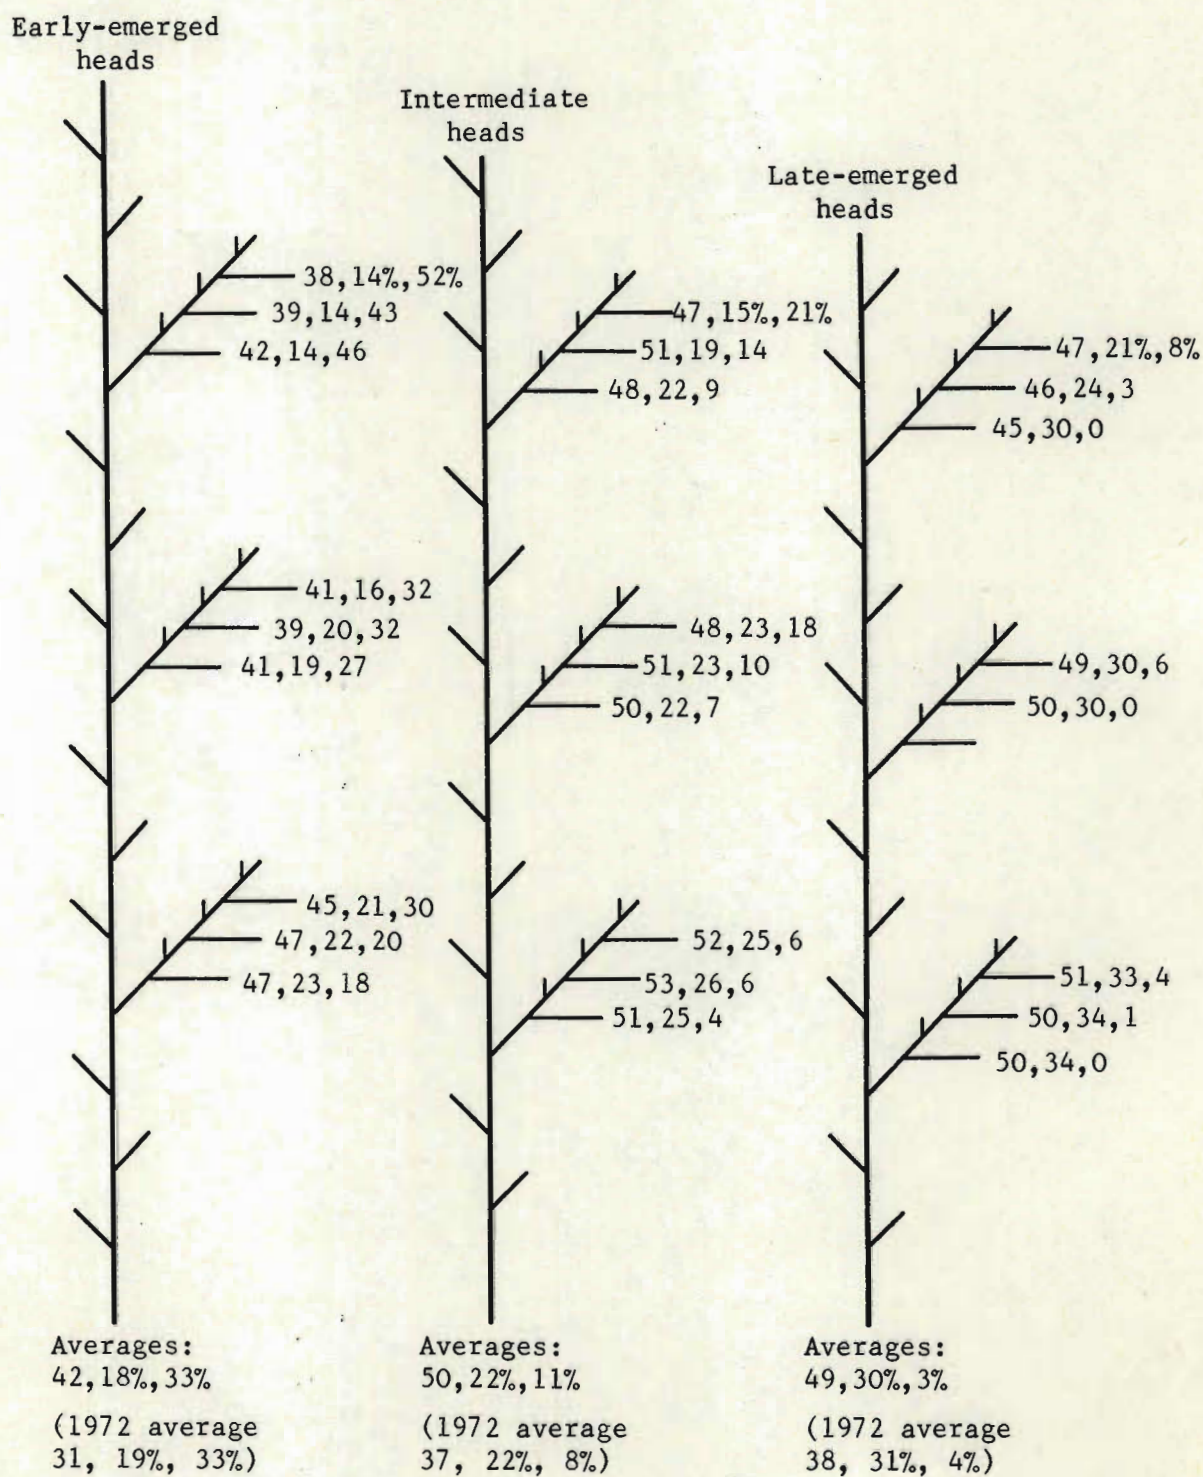 Early-emerged
heads
38,14%,52%
39,14,43
42,14,46
41,16,32
39,20,32
41,19,27
45,21,30
47,22,20
47,23,18
Averages:
42,18%,33%
(1972 average
31, 19%, 33%)
Intermediate
heads
47,15%,21%
51,19,14
48,22,9
48,23,18
51,23,10
50,22,7
52,25,6
53,26,6
51,25,4
Averages:
50,22%,11%
(1972 average
37, 22%, 8%)
Late-emerged
heads
47,21%,8%
46,24,3
45,30,0
49,30,6
50,30,0
51,33,4
50,34,1
50,34,0
Averages:
49,30%,3%
(1972 average
38, 31%, 4%)